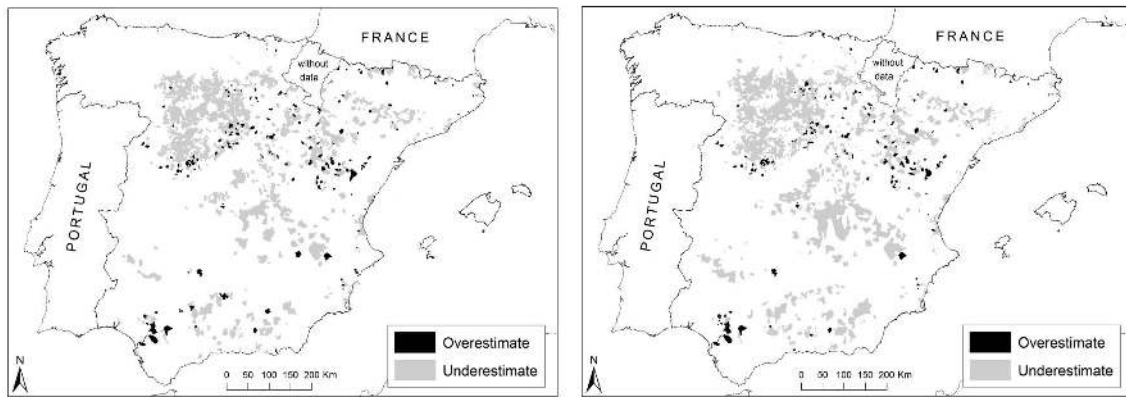 FRANCE
without
data
PORTUGAL
Overestimate
Underestimate
N
0 50 100 150 200 Km
FRANCE
without
data
PORTUGAL
Overestimate
Underestimate
N
0 50 100 150 200 Km